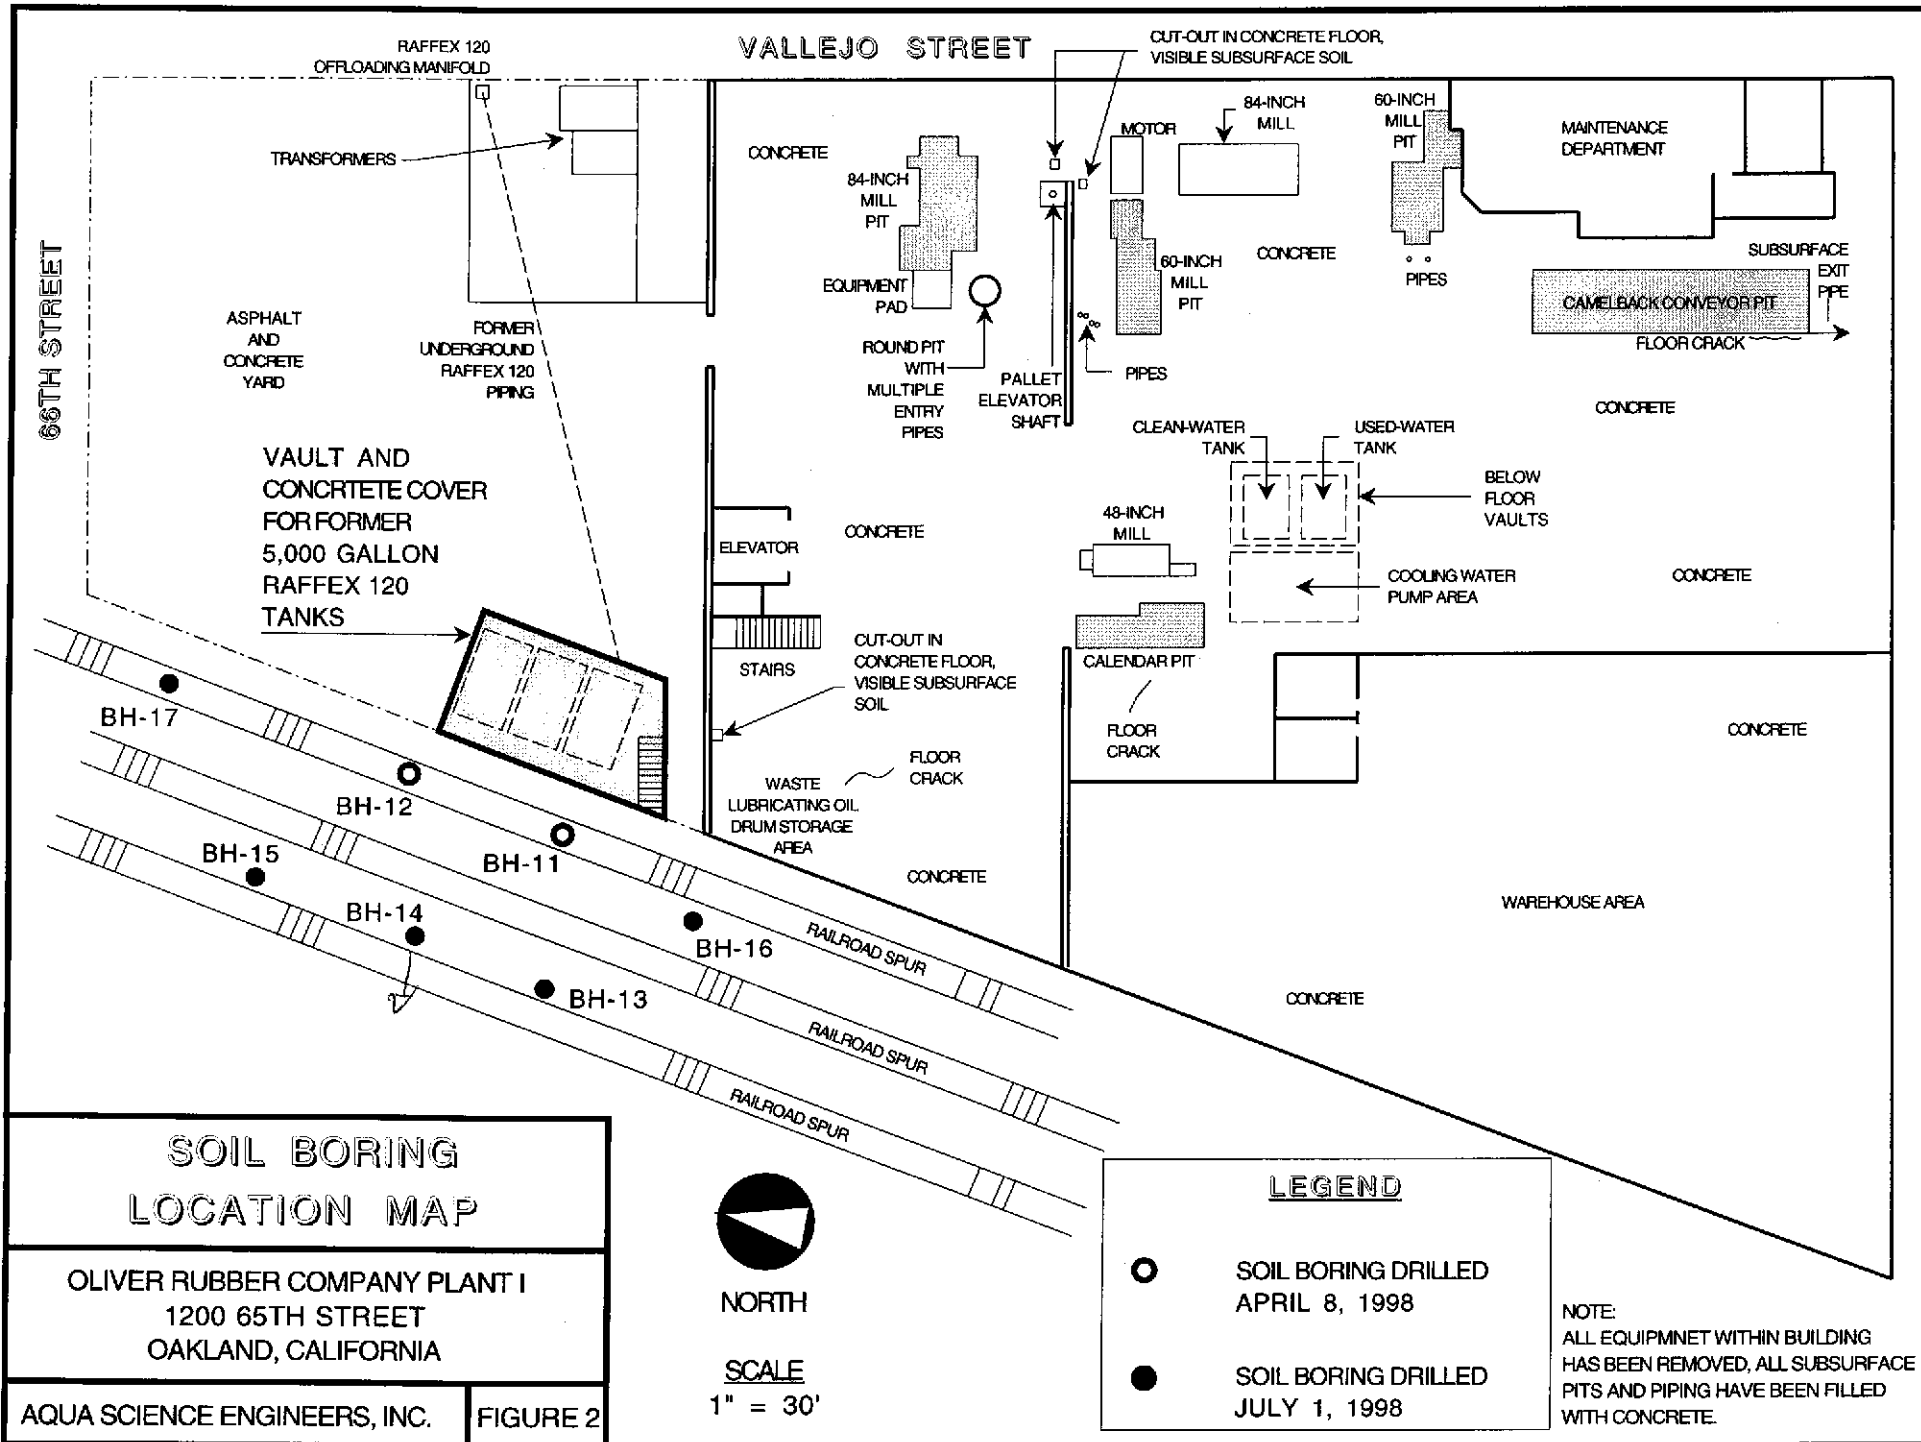 RAFFEX 120
OFFLOADING MANIFOLD
VALLEJO STREET
CUT-OUT IN CONCRETE FLOOR,
VISIBLE SUBSURFACE SOIL
TRANSFORMERS
CONCRETE
84-INCH
MILL
PIT
MOTOR
84-INCH
MILL
60-INCH
MILL
PIT
MAINTENANCE
DEPARTMENT
66TH STREET
ASPHALT
AND
CONCRETE
YARD
FORMER
UNDERGROUND
RAFFEX 120
PIPING
EQUIPMENT
PAD
ROUND PIT
WITH
MULTIPLE
ENTRY
PIPES
PALLET
ELEVATOR
SHAFT
PIPES
60-INCH
MILL
PIT
CONCRETE
PIPES
SUBSURFACE
EXIT
PIPE
CAMELBACK CONVEYOR PIT
FLOOR CRACK
CONCRETE
VAULT AND
CONCRTETE COVER
FOR FORMER
5,000 GALLON
RAFFEX 120
TANKS
CLEAN-WATER
TANK
USED-WATER
TANK
BELOW
FLOOR
VAULTS
ELEVATOR
CONCRETE
48-INCH
MILL
COOLING WATER
PUMP AREA
CONCRETE
STAIRS
CUT-OUT IN
CONCRETE FLOOR,
VISIBLE SUBSURFACE
SOIL
CALENDAR PIT
FLOOR
CRACK
CONCRETE
FLOOR
CRACK
WASTE
LUBRICATING OIL
DRUM STORAGE
AREA
CONCRETE
WAREHOUSE AREA
CONCRETE
BH-17
BH-12
BH-11
BH-15
BH-14
BH-16
BH-13
RAILROAD SPUR
RAILROAD SPUR
RAILROAD SPUR
SOIL BORING
LOCATION MAP
OLIVER RUBBER COMPANY PLANT I
1200 65TH STREET
OAKLAND, CALIFORNIA
AQUA SCIENCE ENGINEERS, INC.
FIGURE 2
NORTH
SCALE
1" = 30'
LEGEND
SOIL BORING DRILLED
APRIL 8, 1998
SOIL BORING DRILLED
JULY 1, 1998
NOTE:
ALL EQUIPMNET WITHIN BUILDING
HAS BEEN REMOVED, ALL SUBSURFACE
PITS AND PIPING HAVE BEEN FILLED
WITH CONCRETE.